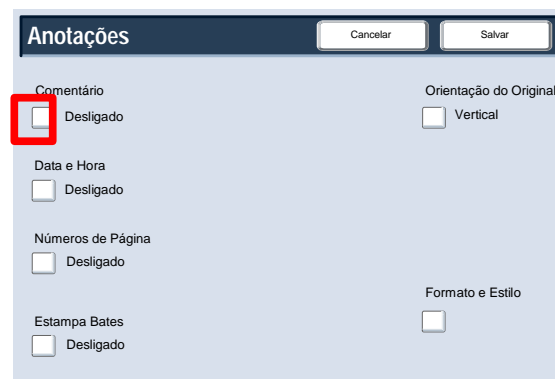 Anotações
Cancelar
Salvar
Comentário
Desligado
Orientação do Original
Vertical
Data e Hora
Desligado
Números de Página
Desligado
Formato e Estilo
Estampa Bates
Desligado